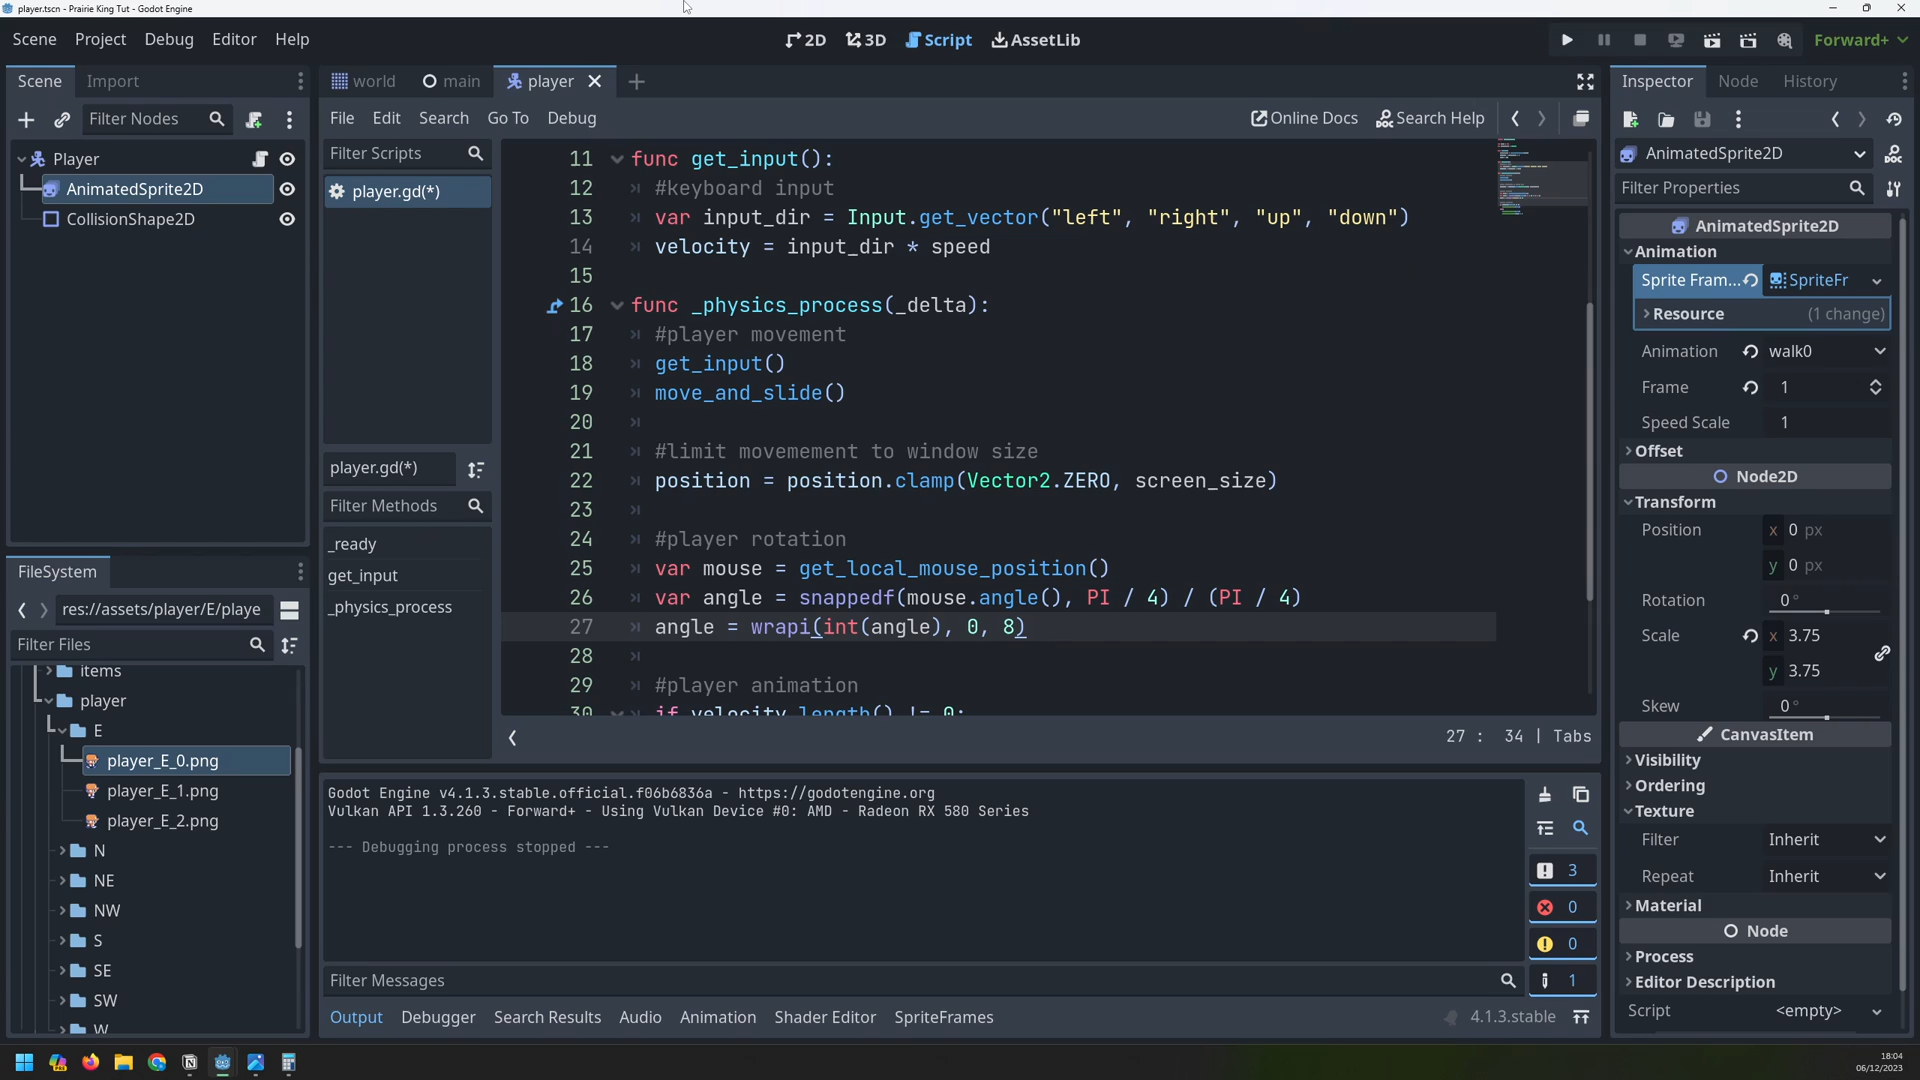 player.tscn - Prairie King Tut - Godot Engine
Scene Project Debug Editor Help
2D 3D Script AssetLib
Forward+
Scene Import
world main player
Inspector Node History
Filter Nodes
File Edit Search Go To Debug
Online Docs Search Help
Player
AnimatedSprite2D
CollisionShape2D
Filter Scripts
player.gd(*)
player.gd(*)
Filter Methods
_ready
get_input
_physics_process
11 func get_input():
12 #keyboard input
13 var input_dir = Input.get_vector("left", "right", "up", "down")
14 velocity = input_dir * speed
15
16 func _physics_process(_delta):
17 #player movement
18 get_input()
19 move_and_slide()
20
21 #limit movemement to window size
22 position = position.clamp(Vector2.ZERO, screen_size)
23
24 #player rotation
25 var mouse = get_local_mouse_position()
26 var angle = snappedf(mouse.angle(), PI / 4) / (PI / 4)
27 angle = wrapi(int(angle), 0, 8)
28
29 #player animation
30 if velocity.length() != 0:
27 : 34 | Tabs
FileSystem
res://assets/player/E/playe
Filter Files
items
player
E
player_E_0.png
player_E_1.png
player_E_2.png
N
NE
NW
S
SE
SW
W
Godot Engine v4.1.3.stable.official.f06b6836a - https://godotengine.org
Vulkan API 1.3.260 - Forward+ - Using Vulkan Device #0: AMD - Radeon RX 580 Series
--- Debugging process stopped ---
3
0
0
1
Filter Messages
Output Debugger Search Results Audio Animation Shader Editor SpriteFrames
4.1.3.stable
AnimatedSprite2D
Filter Properties
AnimatedSprite2D
Animation
Sprite Fram... SpriteFr
Resource (1 change)
Animation walk0
Frame 1
Speed Scale 1
Offset
Node2D
Transform
Position x 0 px
y 0 px
Rotation 0 °
Scale x 3.75
y 3.75
Skew 0 °
CanvasItem
Visibility
Ordering
Texture
Filter Inherit
Repeat Inherit
Material
Node
Process
Editor Description
Script <empty>
18:04
06/12/2023